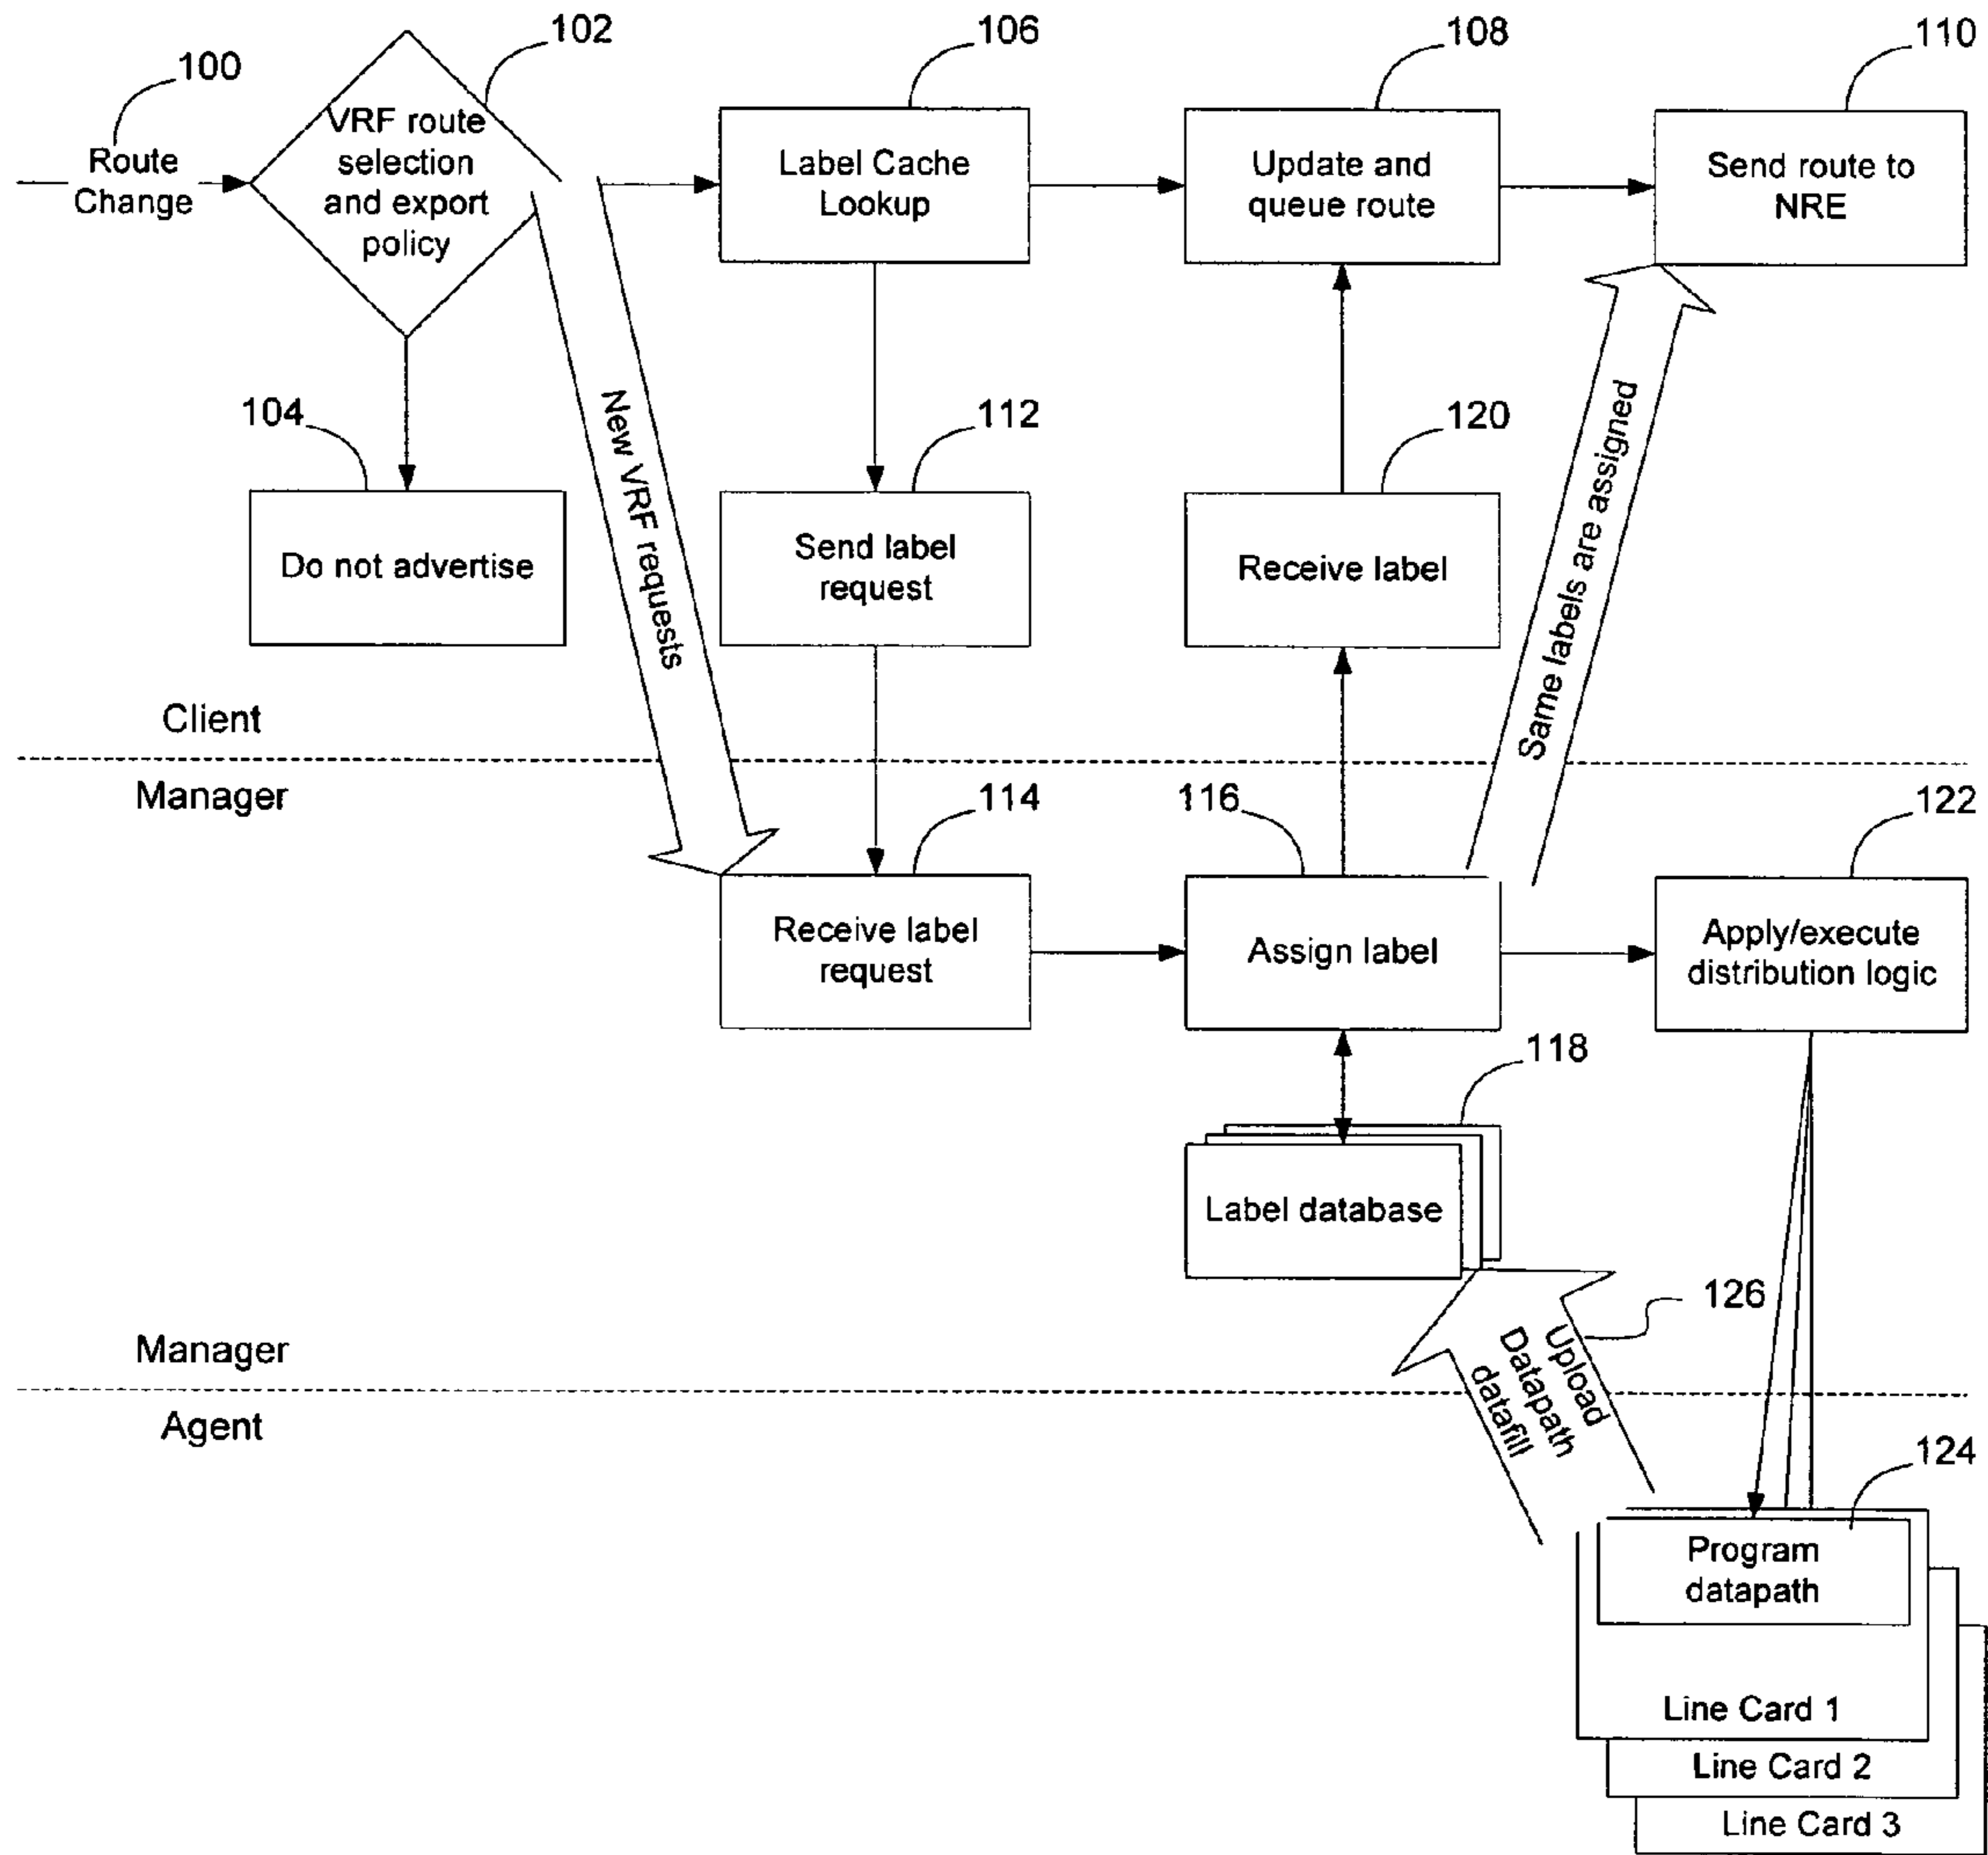 100
102
106
108
110
Route
Change
VRF route
selection
and export
policy
Label Cache
Lookup
Update and
queue route
Send route to
NRE
104
Do not advertise
New VRF requests
112
Send label
request
120
Receive label
Same labels are assigned
Client
Manager
114
Receive label
request
116
Assign label
122
Apply/execute
distribution logic
118
Label database
126
Upload
Datapath
datafill
Manager
Agent
124
Program
datapath
Line Card 1
Line Card 2
Line Card 3